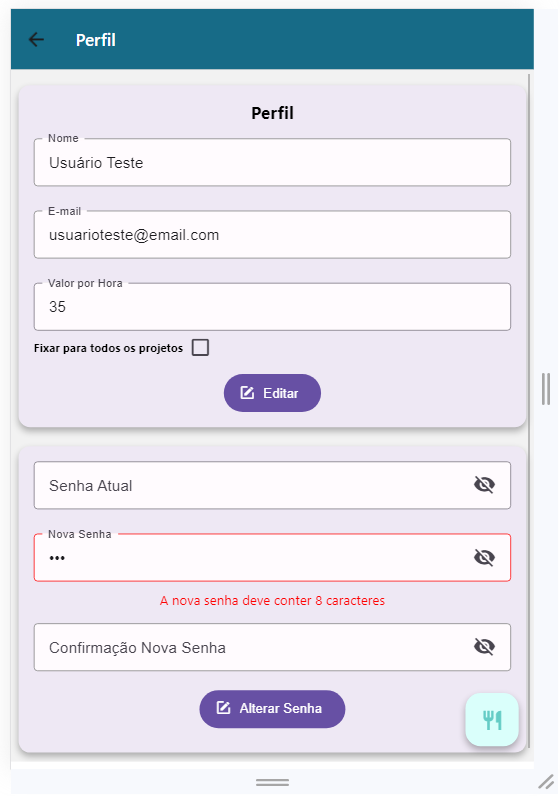 Perfil
Perfil
Nome
Usuário Teste
E-mail
usuarioteste@email.com
Valor por Hora
35
Fixar para todos os projetos
Editar
Senha Atual
Nova Senha
•••
A nova senha deve conter 8 caracteres
Confirmação Nova Senha
Alterar Senha